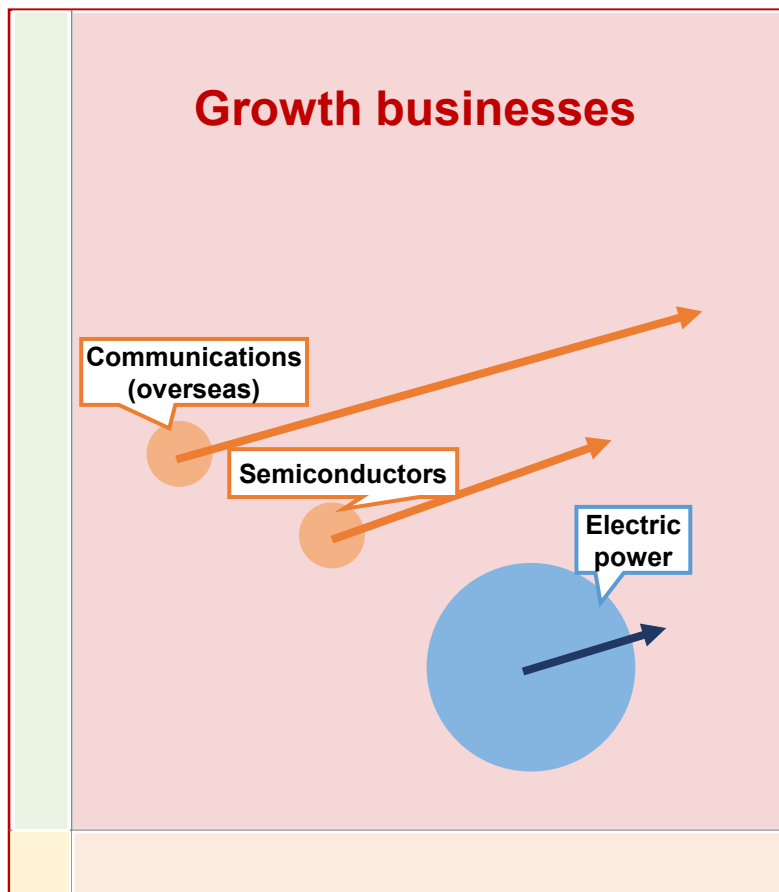 Growth businesses
Communications
(overseas)
Semiconductors
Electric
power